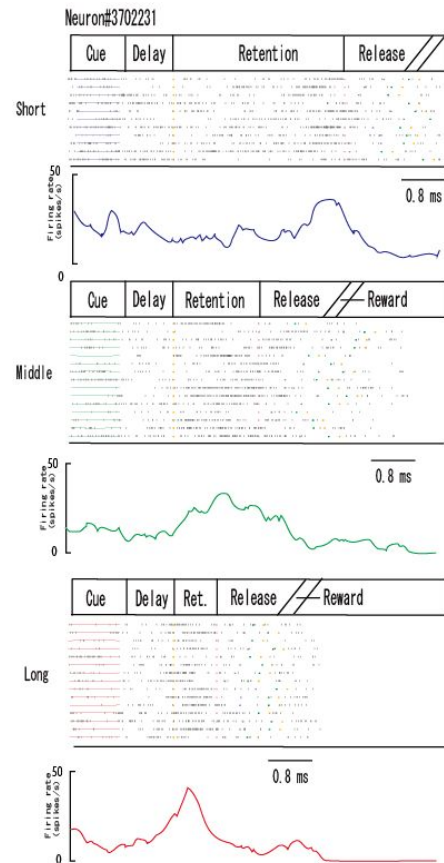 Neuron#3702231
Cue Delay Retention Release
Short
50
Firing rate
(spikes/s)
0.8 ms
0
Cue Delay Retention Release Reward
Middle
50
Firing rate
(spikes/s)
0.8 ms
0
Cue Delay Ret. Release Reward
Long
50
Firing rate
(spikes/s)
0.8 ms
0